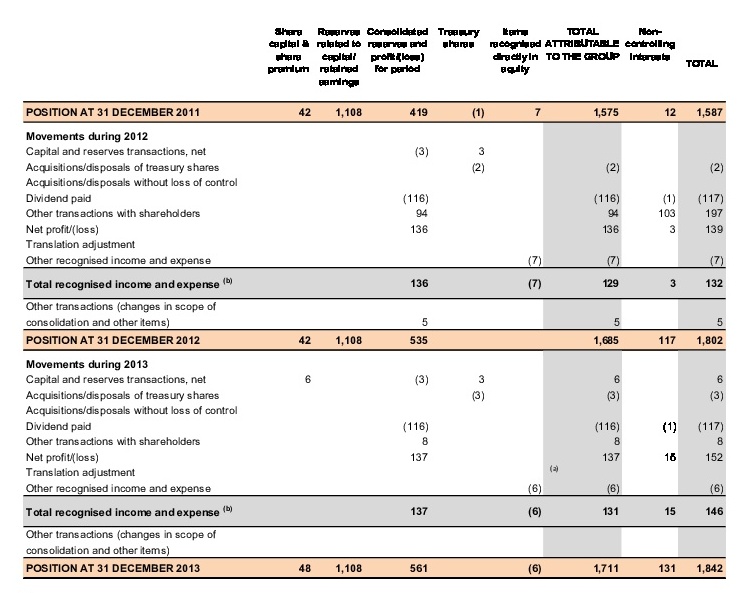 Share capital & share premium Reserves related to capital/ retained earnings Consolidated reserves and profit/(loss) for period Treasury shares Items recognised directly in equity TOTAL ATTRIBUTABLE TO THE GROUP Non-controlling interests TOTAL
POSITION AT 31 DECEMBER 2011 42 1,108 419 (1) 7 1,575 12 1,587
Movements during 2012
Capital and reserves transactions, net (3) 3
Acquisitions/disposals of treasury shares (2) (2) (2)
Acquisitions/disposals without loss of control
Dividend paid (116) (116) (1) (117)
Other transactions with shareholders 94 94 103 197
Net profit/(loss) 136 136 3 139
Translation adjustment
Other recognised income and expense (7) (7) (7)
Total recognised income and expense (b) 136 (7) 129 3 132
Other transactions (changes in scope of
consolidation and other items) 5 5 5
POSITION AT 31 DECEMBER 2012 42 1,108 535 1,685 117 1,802
Movements during 2013
Capital and reserves transactions, net 6 (3) 3 6 6
Acquisitions/disposals of treasury shares (3) (3) (3)
Acquisitions/disposals without loss of control
Dividend paid (116) (116) (1) (117)
Other transactions with shareholders 8 8 8
Net profit/(loss) 137 137 15 152
Translation adjustment (a)
Other recognised income and expense (6) (6) (6)
Total recognised income and expense (b) 137 (6) 131 15 146
Other transactions (changes in scope of
consolidation and other items)
POSITION AT 31 DECEMBER 2013 48 1,108 561 (6) 1,711 131 1,842